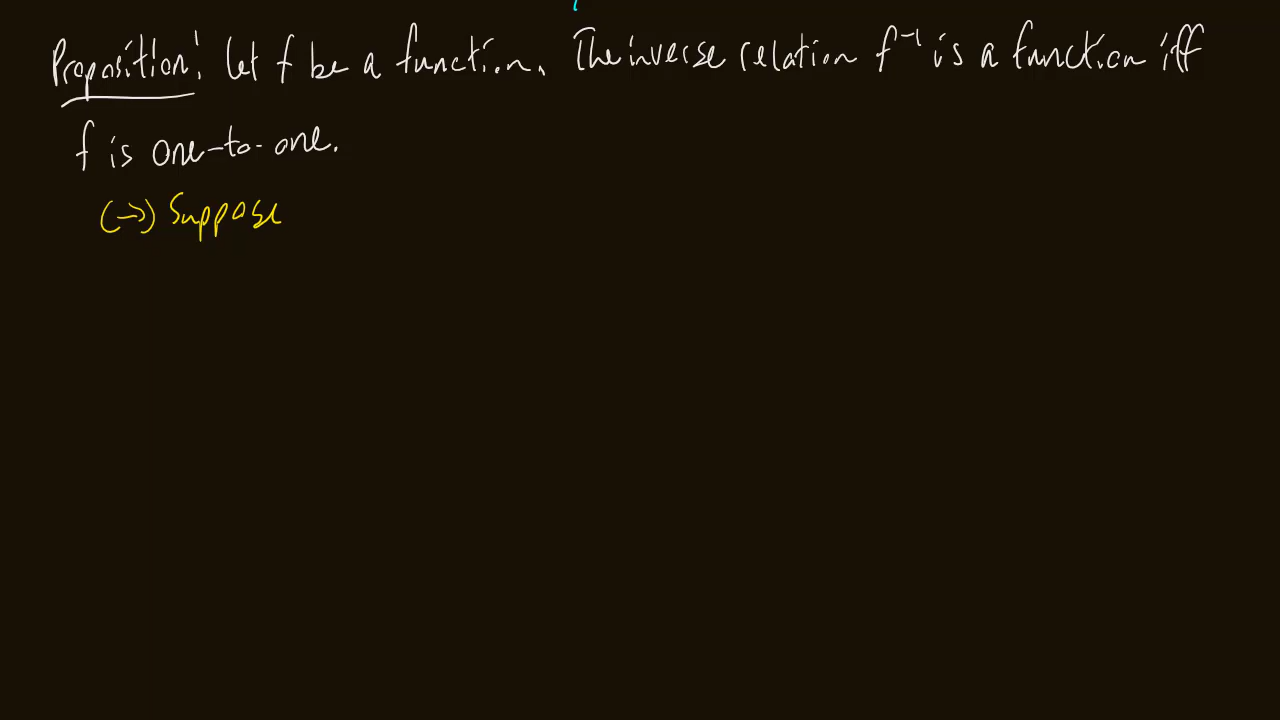 Proposition: Let f be a function. The inverse relation f⁻¹ is a function iff
f is one-to-one.
(→) Suppose